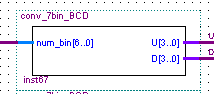 conv_7bin_BCD
num_bin[6..0] U[3..0] U
D[3..0] D
inst67